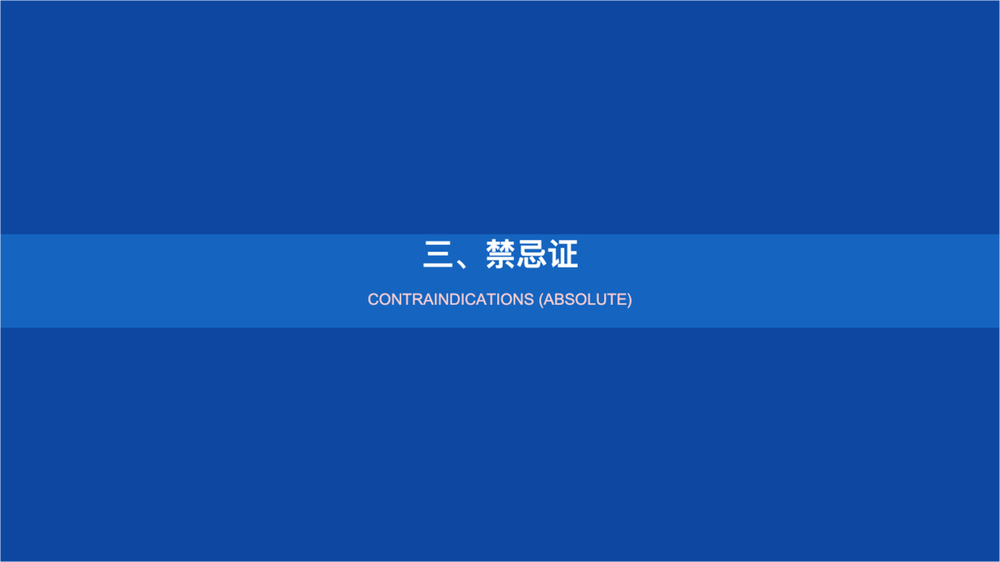 三、禁忌证
CONTRAINDICATIONS (ABSOLUTE)